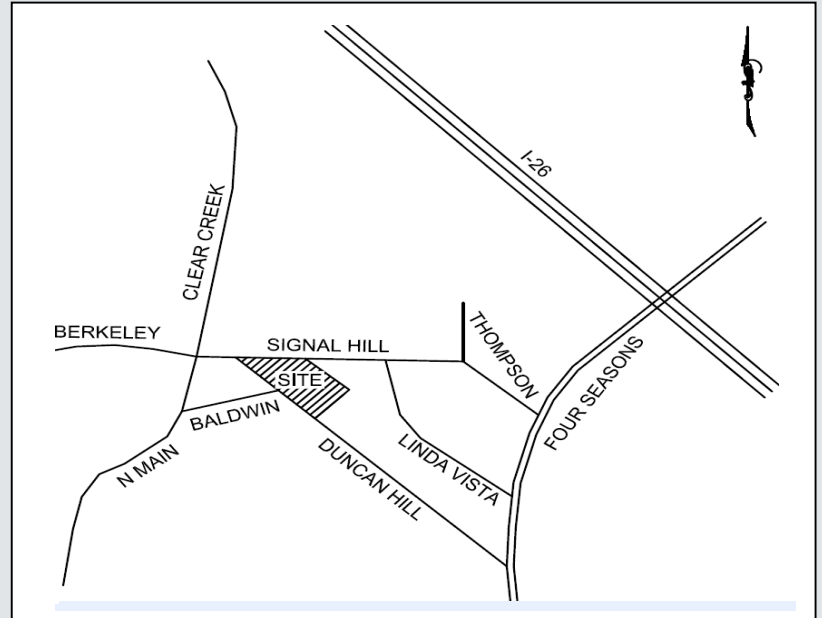 I-26
CLEAR CREEK
BERKELEY
SIGNAL HILL
THOMPSON
SITE
FOUR SEASONS
BALDWIN
N MAIN
LINDA VISTA
DUNCAN HILL